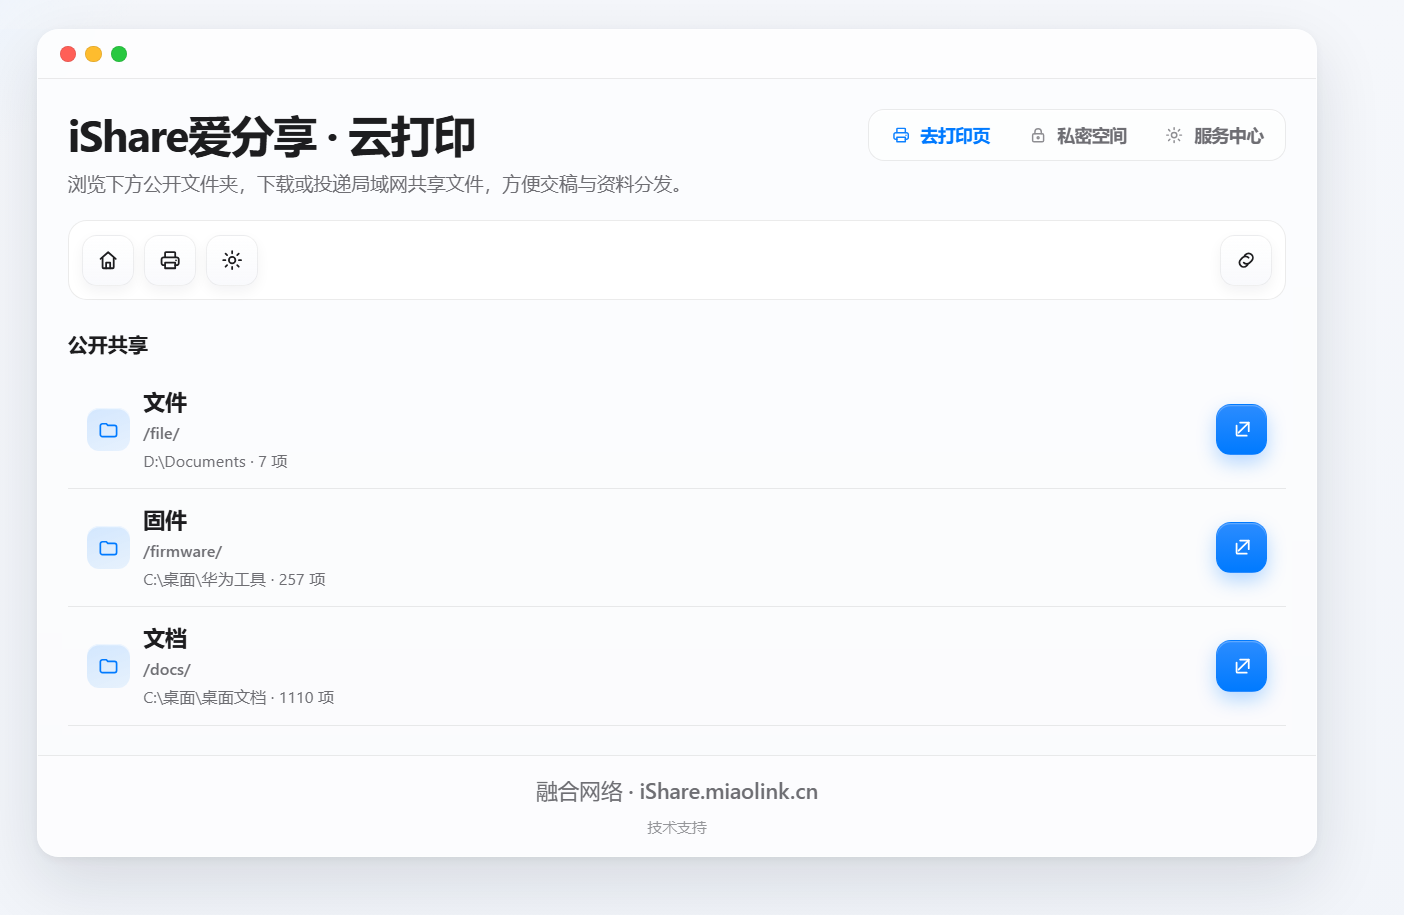 iShare爱分享 · 云打印
去打印页
私密空间
服务中心
浏览下方公开文件夹，下载或投递局域网共享文件，方便交稿与资料分发。
公开共享
文件
/file/
D:\Documents · 7 项
固件
/firmware/
C:\桌面\华为工具 · 257 项
文档
/docs/
C:\桌面\桌面文档 · 1110 项
融合网络 · iShare.miaolink.cn
技术支持